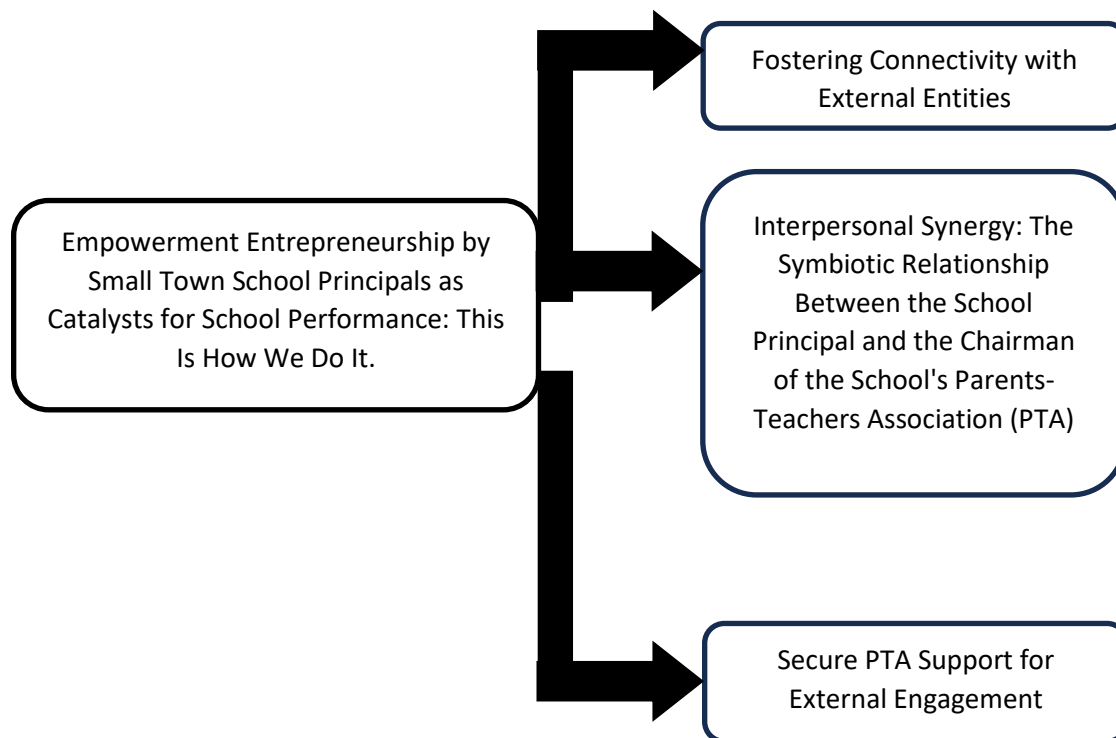 Fostering Connectivity with
External Entities
Empowerment Entrepreneurship by
Small Town School Principals as
Catalysts for School Performance: This
Is How We Do It.
Interpersonal Synergy: The
Symbiotic Relationship
Between the School
Principal and the Chairman
of the School's Parents-
Teachers Association (PTA)
Secure PTA Support for
External Engagement